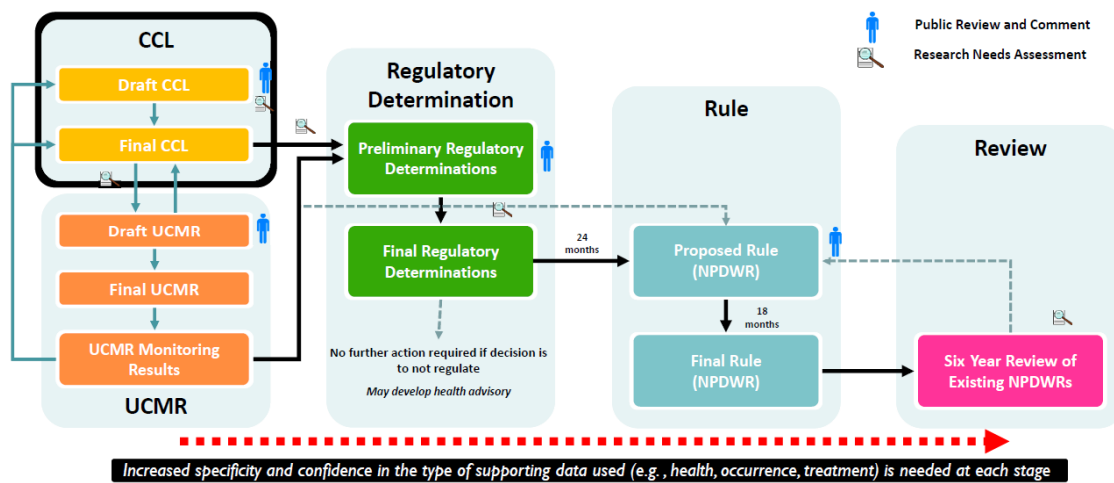 Public Review and Comment
Research Needs Assessment
CCL
Draft CCL
Final CCL
Draft UCMR
Final UCMR
UCMR Monitoring
Results
UCMR
Regulatory
Determination
Preliminary Regulatory
Determinations
Final Regulatory
Determinations
No further action required if decision is
to not regulate
May develop health advisory
24
months
Rule
Proposed Rule
(NPDWR)
18
months
Final Rule
(NPDWR)
Review
Six Year Review of
Existing NPDWRs
Increased specificity and confidence in the type of supporting data used (e.g., health, occurrence, treatment) is needed at each stage